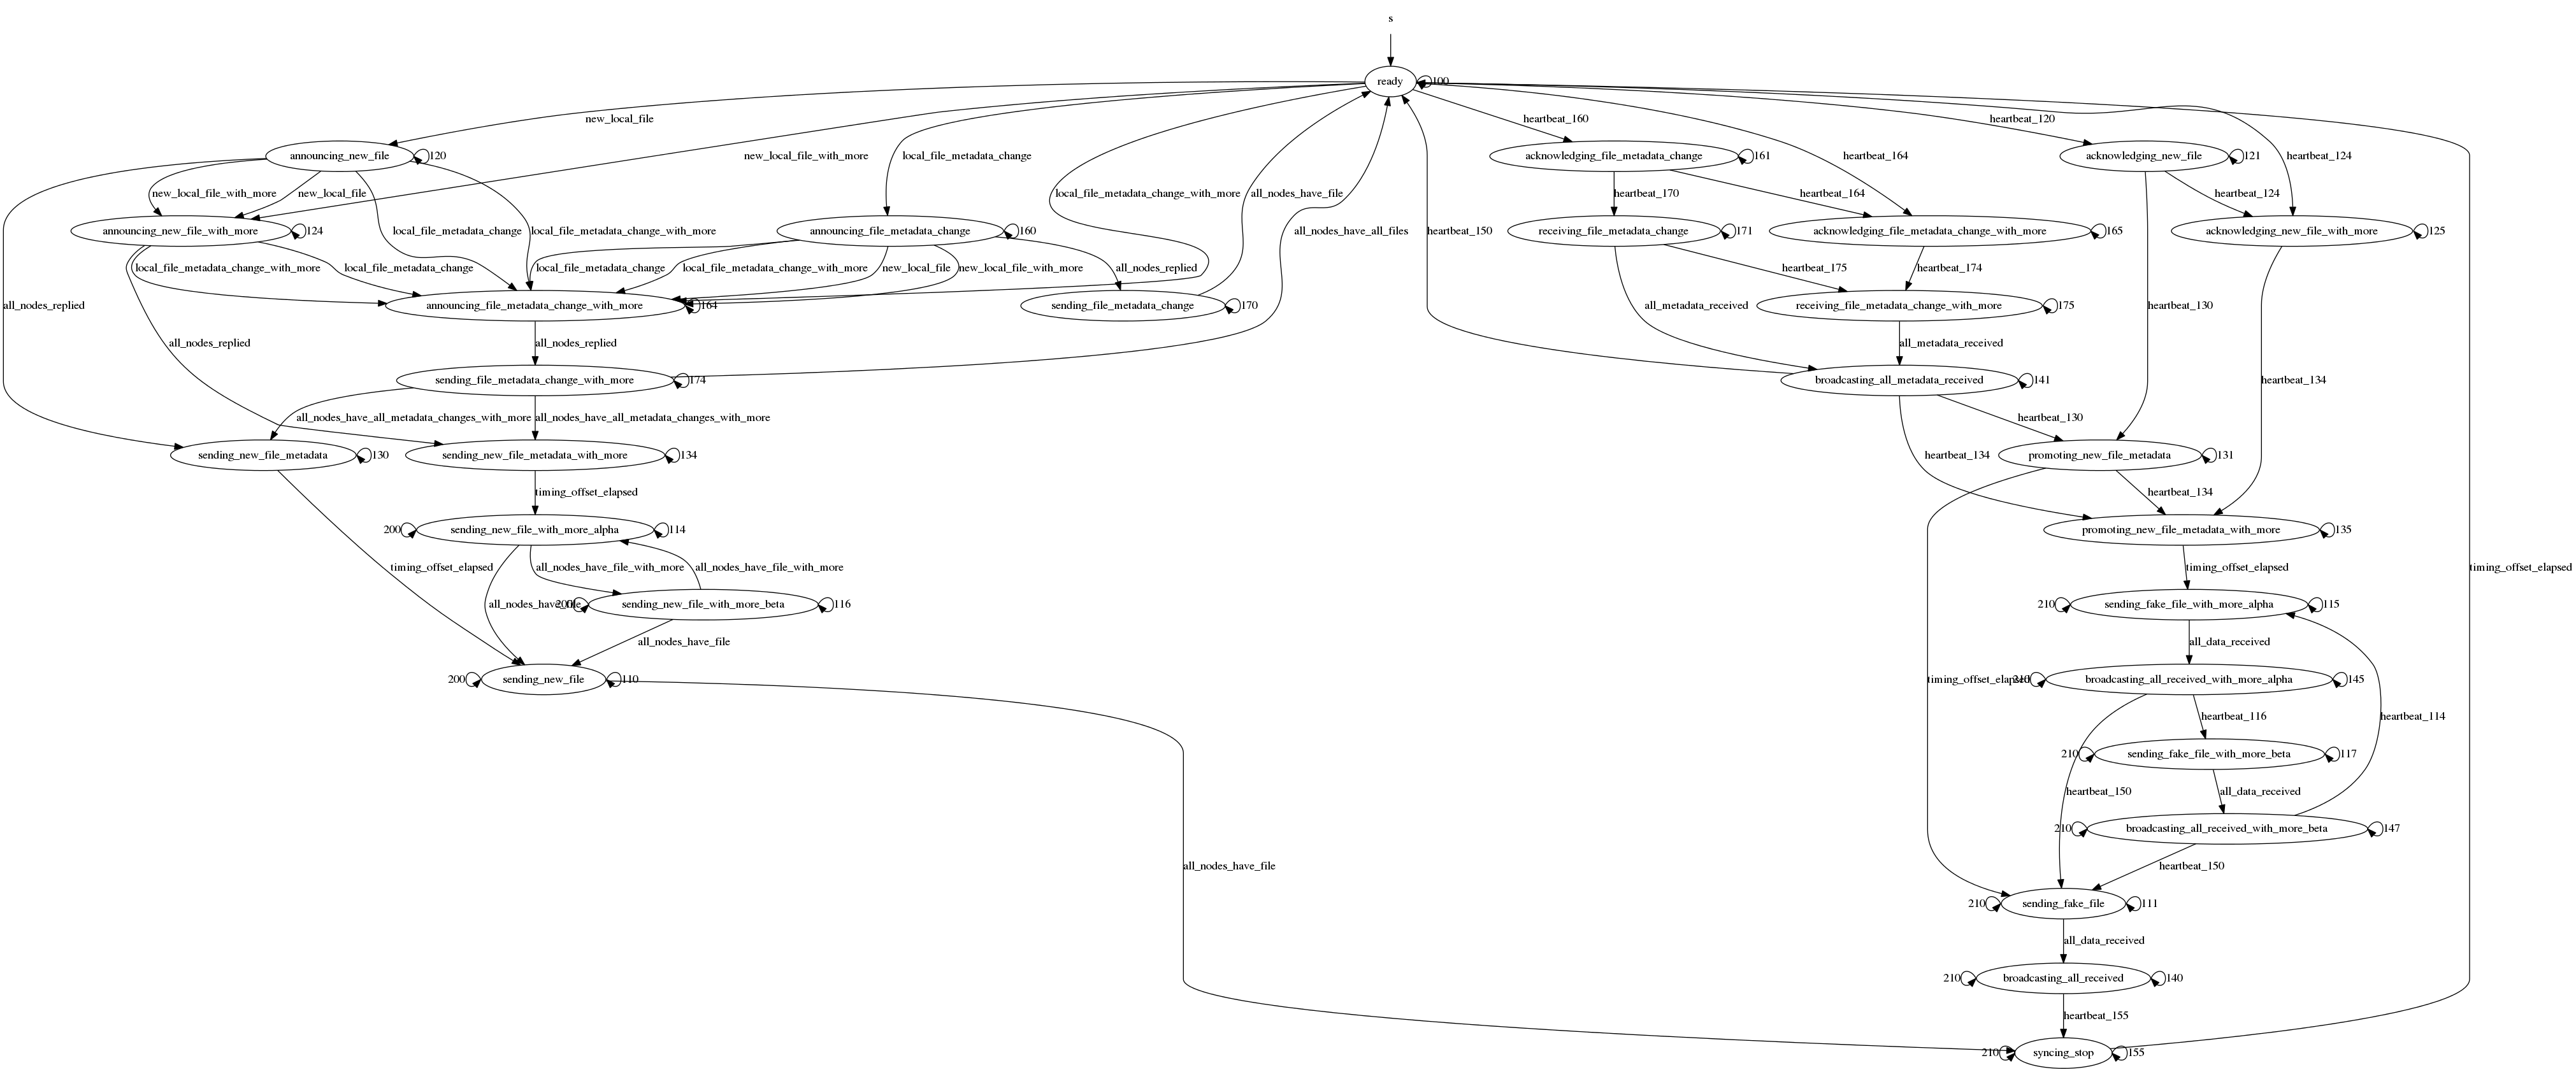 s
ready
100
new_local_file
heartbeat_160
heartbeat_120
announcing_new_file
120
new_local_file_with_more
local_file_metadata_change
acknowledging_file_metadata_change
161
heartbeat_164
acknowledging_new_file
121
heartbeat_124
new_local_file_with_more
new_local_file
local_file_metadata_change_with_more
all_nodes_have_file
heartbeat_170
heartbeat_164
heartbeat_124
announcing_new_file_with_more
124
local_file_metadata_change
local_file_metadata_change_with_more
announcing_file_metadata_change
160
all_nodes_have_all_files
heartbeat_150
receiving_file_metadata_change
171
acknowledging_file_metadata_change_with_more
165
acknowledging_new_file_with_more
125
local_file_metadata_change_with_more
local_file_metadata_change
local_file_metadata_change
local_file_metadata_change_with_more
new_local_file
new_local_file_with_more
all_nodes_replied
heartbeat_175
heartbeat_174
all_nodes_replied
announcing_file_metadata_change_with_more
164
sending_file_metadata_change
170
all_metadata_received
receiving_file_metadata_change_with_more
175
heartbeat_130
all_nodes_replied
all_nodes_replied
all_metadata_received
sending_file_metadata_change_with_more
174
broadcasting_all_metadata_received
141
heartbeat_134
all_nodes_have_all_metadata_changes_with_more
all_nodes_have_all_metadata_changes_with_more
heartbeat_130
sending_new_file_metadata
130
sending_new_file_metadata_with_more
134
heartbeat_134
promoting_new_file_metadata
131
timing_offset_elapsed
heartbeat_134
200
sending_new_file_with_more_alpha
114
promoting_new_file_metadata_with_more
135
timing_offset_elapsed
all_nodes_have_file_with_more
all_nodes_have_file_with_more
timing_offset_elapsed
timing_offset_elapsed
all_nodes_have_file
200
sending_new_file_with_more_beta
116
210
sending_fake_file_with_more_alpha
115
all_nodes_have_file
all_data_received
200
sending_new_file
110
timing_offset_elapsed
210
broadcasting_all_received_with_more_alpha
145
heartbeat_116
heartbeat_114
210
sending_fake_file_with_more_beta
117
heartbeat_150
all_data_received
210
broadcasting_all_received_with_more_beta
147
all_nodes_have_file
heartbeat_150
210
sending_fake_file
111
all_data_received
210
broadcasting_all_received
140
heartbeat_155
210
syncing_stop
155